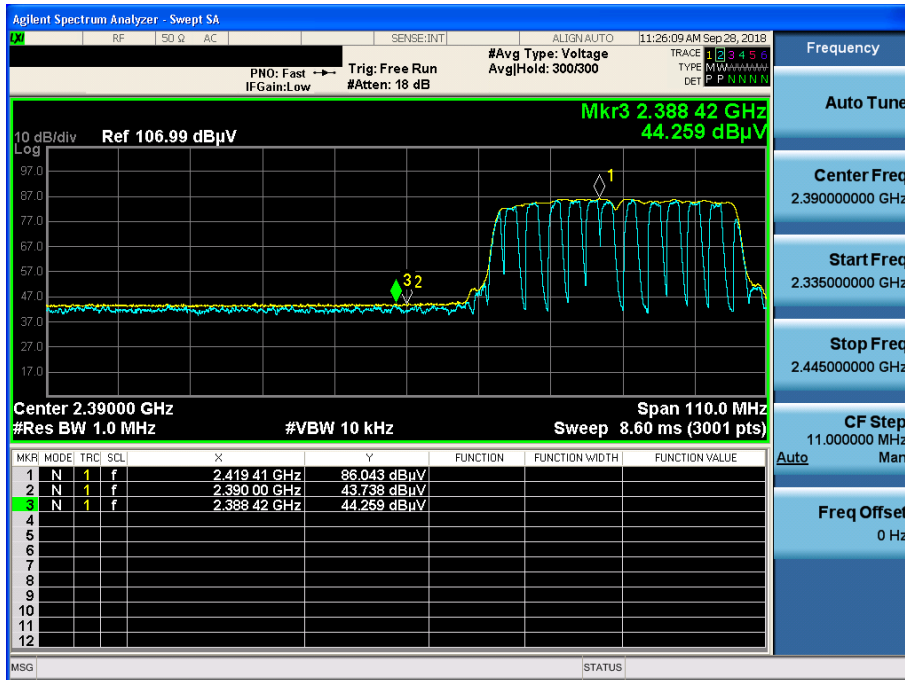 Agilent Spectrum Analyzer - Swept SA
LXI RF 50 Ω AC SENSE:INT ALIGN AUTO 11:26:09 AM Sep 28, 2018
PNO: Fast Trig: Free Run #Avg Type: Voltage TRACE 1 2 3 4 5 6
IFGain:Low #Atten: 18 dB Avg|Hold: 300/300 TYPE M W
DET P P N N N N
Mkr3 2.388 42 GHz
44.259 dBµV
10 dB/div Ref 106.99 dBµV
Log
97.0
87.0
77.0
67.0
57.0
47.0
37.0
27.0
17.0
1
3 2
Center 2.39000 GHz Span 110.0 MHz
#Res BW 1.0 MHz #VBW 10 kHz Sweep 8.60 ms (3001 pts)
MKR MODE TRC SCL X Y FUNCTION FUNCTION WIDTH FUNCTION VALUE
1 N 1 f 2.419 41 GHz 86.043 dBµV
2 N 1 f 2.390 00 GHz 43.738 dBµV
3 N 1 f 2.388 42 GHz 44.259 dBµV
4
5
6
7
8
9
10
11
12
MSG STATUS
Frequency
Auto Tune
Center Freq
2.390000000 GHz
Start Freq
2.335000000 GHz
Stop Freq
2.445000000 GHz
CF Step
11.000000 MHz
Auto Man
Freq Offset
0 Hz